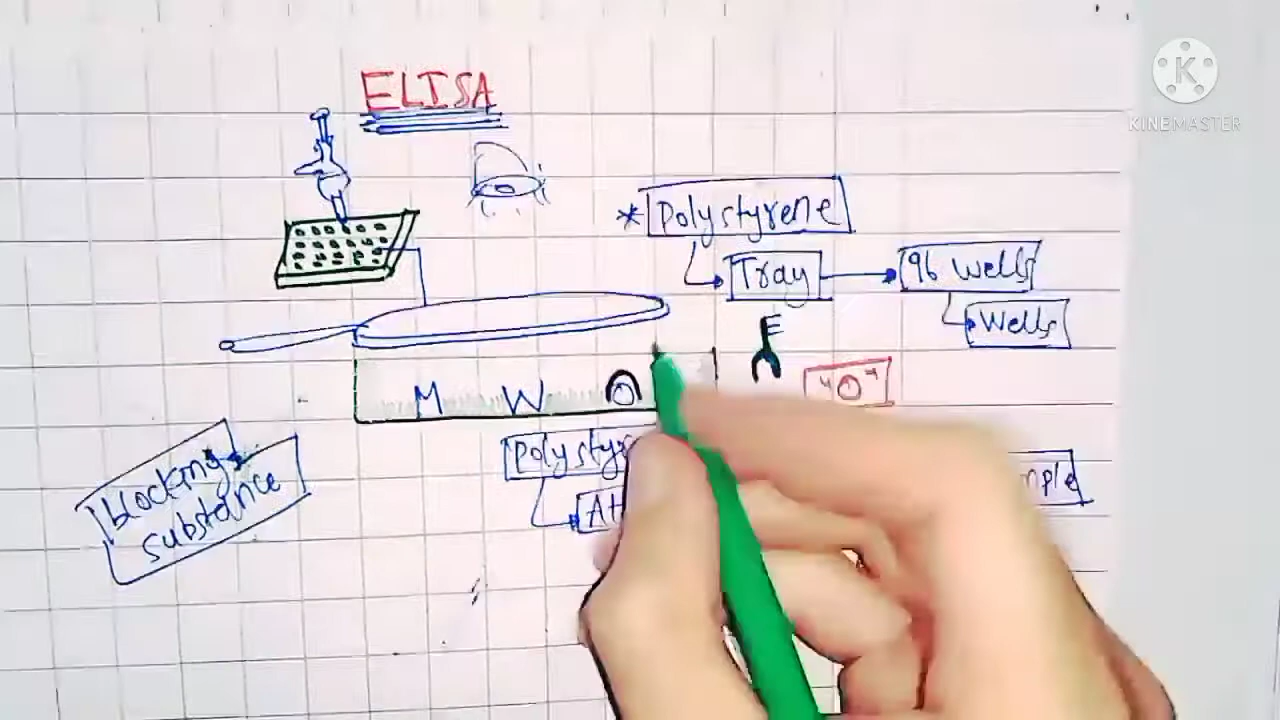 ELISA
K
KINEMASTER
* Polystyrene
Tray
96 Wells
Wells
E
"O"
M W O
blocking
substance